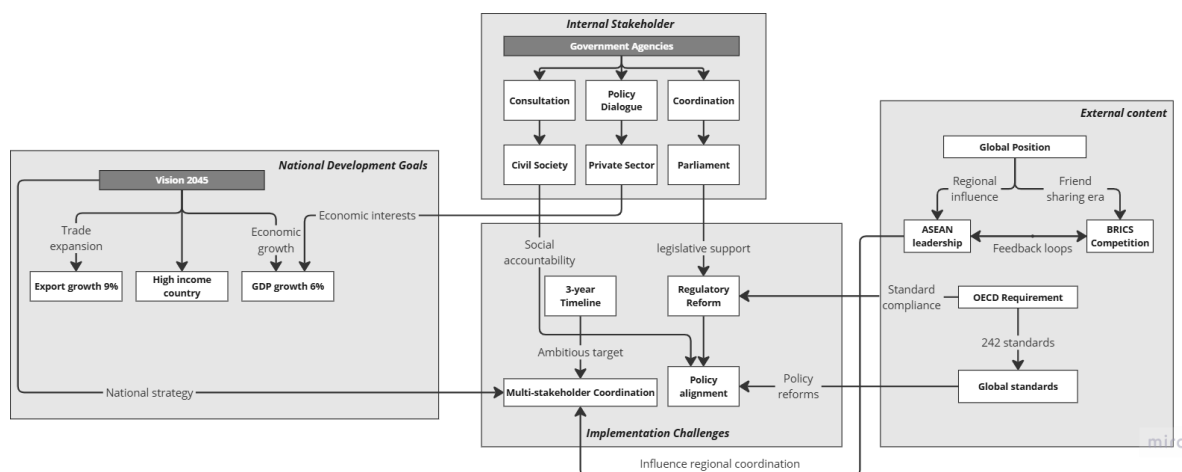 Internal Stakeholder
Government Agencies
Consultation
Policy
Dialogue
Coordination
Civil Society
Private Sector
Parliament
National Development Goals
Vision 2045
Trade
expansion
Economic
growth
Economic interests
Export growth 9%
High income
country
GDP growth 6%
National strategy
Social
accountability
legislative support
3-year
Timeline
Regulatory
Reform
Ambitious target
Multi-stakeholder Coordination
Policy
alignment
Implementation Challenges
External content
Global Position
Regional
influence
Friend
sharing era
ASEAN
leadership
BRICS
Competition
Feedback loops
Standard
compliance
OECD Requirement
242 standards
Policy
reforms
Global standards
Influence regional coordination
miro